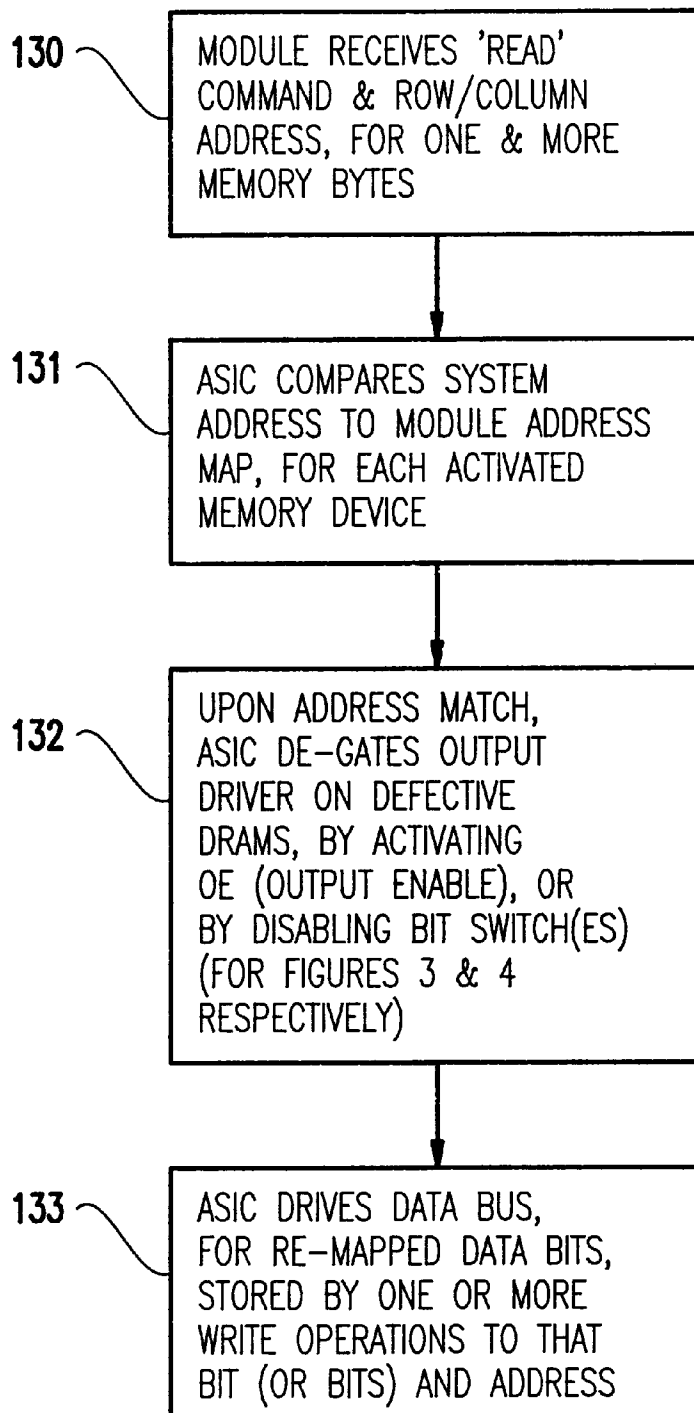 130
MODULE RECEIVES 'READ'
COMMAND & ROW/COLUMN
ADDRESS, FOR ONE & MORE
MEMORY BYTES
131
ASIC COMPARES SYSTEM
ADDRESS TO MODULE ADDRESS
MAP, FOR EACH ACTIVATED
MEMORY DEVICE
132
UPON ADDRESS MATCH,
ASIC DE-GATES OUTPUT
DRIVER ON DEFECTIVE
DRAMS, BY ACTIVATING
OE (OUTPUT ENABLE), OR
BY DISABLING BIT SWITCH(ES)
(FOR FIGURES 3 & 4
RESPECTIVELY)
133
ASIC DRIVES DATA BUS,
FOR RE-MAPPED DATA BITS,
STORED BY ONE OR MORE
WRITE OPERATIONS TO THAT
BIT (OR BITS) AND ADDRESS